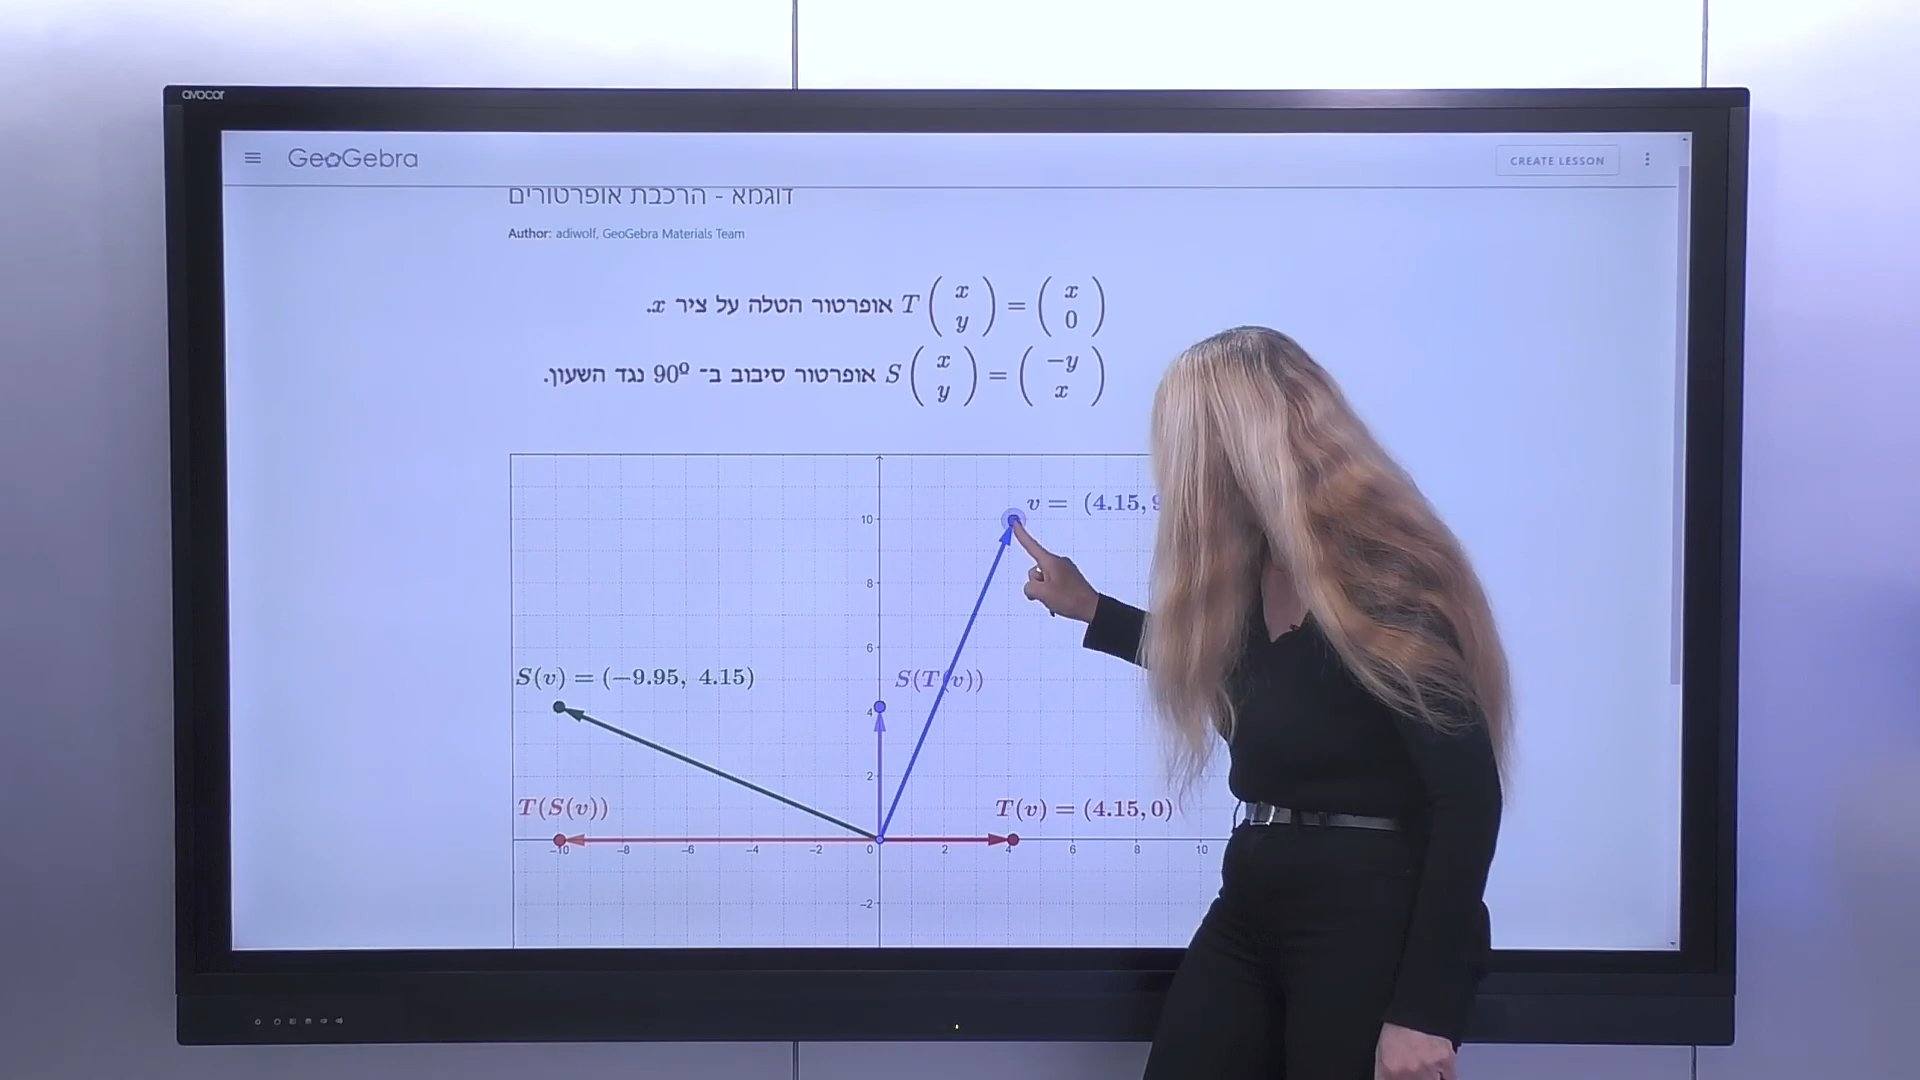 avocor
GeoGebra
CREATE LESSON
דוגמא - הרכבת אופרטורים
Author: adiwolf, GeoGebra Materials Team
T ( x y ) = ( x 0 ) אופרטור הטלה על ציר x.
S ( x y ) = ( −y x ) אופרטור סיבוב ב־ 90º נגד השעון.
v = (4.15,
10
8
6
S(v) = (−9.95, 4.15)
S(T(v))
4
2
T(S(v))
T(v) = (4.15, 0)
−10 −8 −6 −4 −2 0 2 4 6 8 10
−2